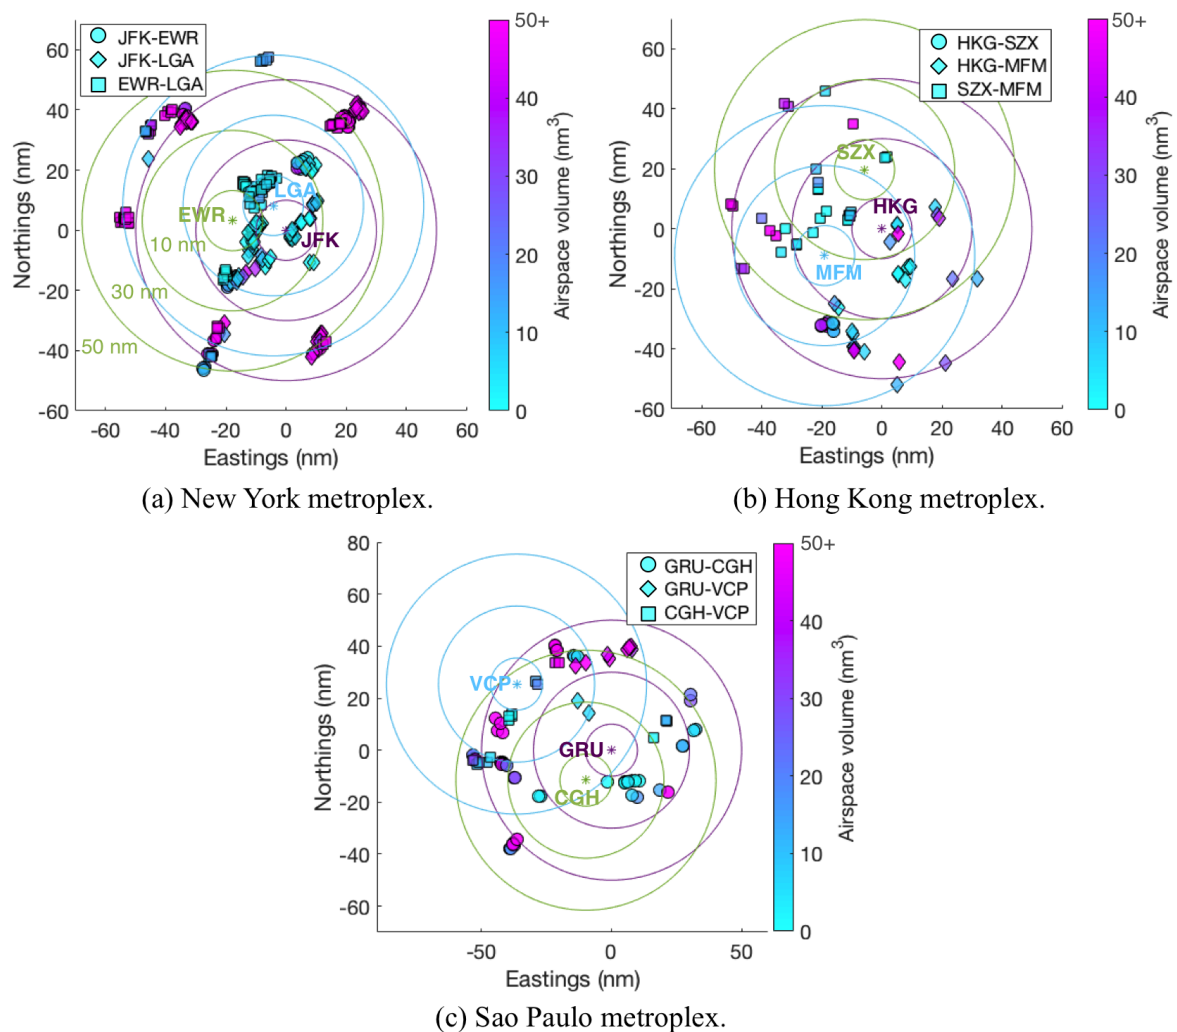 JFK-EWR
JFK-LGA
EWR-LGA
60
40
20
0
-20
-40
-60
Northings (nm)
-60 -40 -20 0 20 40 60
Eastings (nm)
LGA
EWR
JFK
10 nm
30 nm
50 nm
50+
40
30
20
10
0
Airspace volume (nm³)
(a) New York metroplex.
HKG-SZX
HKG-MFM
SZX-MFM
60
40
20
0
-20
-40
-60
Northings (nm)
-60 -40 -20 0 20 40 60
Eastings (nm)
SZX
HKG
MFM
50+
40
30
20
10
0
Airspace volume (nm³)
(b) Hong Kong metroplex.
GRU-CGH
GRU-VCP
CGH-VCP
80
60
40
20
0
-20
-40
-60
Northings (nm)
-50 0 50
Eastings (nm)
VCP
GRU
CGH
50+
40
30
20
10
0
Airspace volume (nm³)
(c) Sao Paulo metroplex.